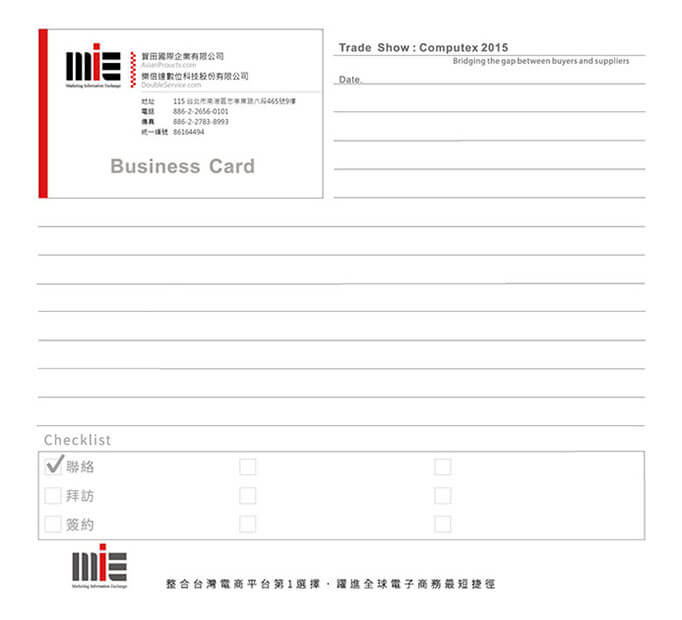 mie
Marketing Information Exchange
賀田國際企業有限公司
AsianProucts.com
樂倍達數位科技股份有限公司
DoubleService.com
地址 115 台北市南港區忠孝東路六段465號9樓
電話 886-2-2656-0101
傳真 886-2-2783-8993
統一編號 86164494
Business Card
Trade Show : Computex 2015
Bridging the gap between buyers and suppliers
Date.
Checklist
聯絡
拜訪
簽約
mie
Marketing Information Exchange
整合台灣電商平台第1選擇，躍進全球電子商務最短捷徑